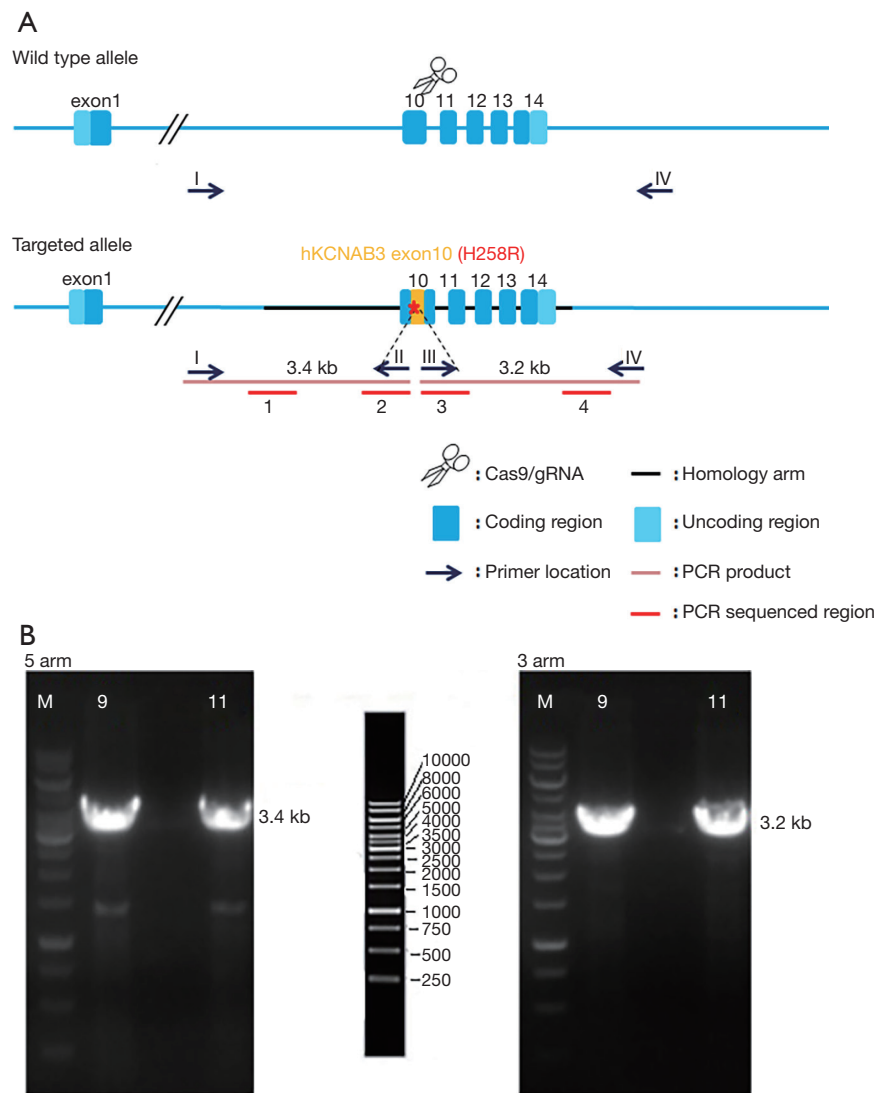 A
Wild type allele
exon1
10 11 12 13 14
I IV
Targeted allele
hKCNAB3 exon10 (H258R)
exon1
10 11 12 13 14
I 3.4 kb II III 3.2 kb IV
1 2 3 4
: Cas9/gRNA : Homology arm
: Coding region : Uncoding region
: Primer location : PCR product
: PCR sequenced region
B
5 arm
M 9 11
3.4 kb
10000
8000
6000
5000
4000
3500
3000
2500
2000
1500
1000
750
500
250
3 arm
M 9 11
3.2 kb